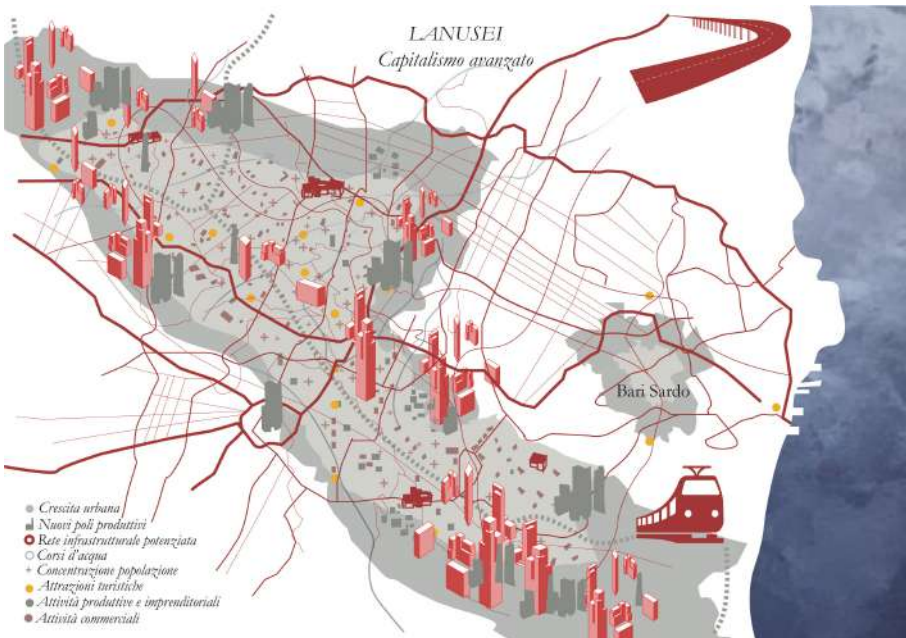 LANUSEI
Capitalismo avanzato
Bari Sardo
Crescita urbana
Nuovi poli produttivi
Rete infrastrutturale potenziata
Corsi d'acqua
Concentrazione popolazione
Attrazioni turistiche
Attività produttive e imprenditoriali
Attività commerciali